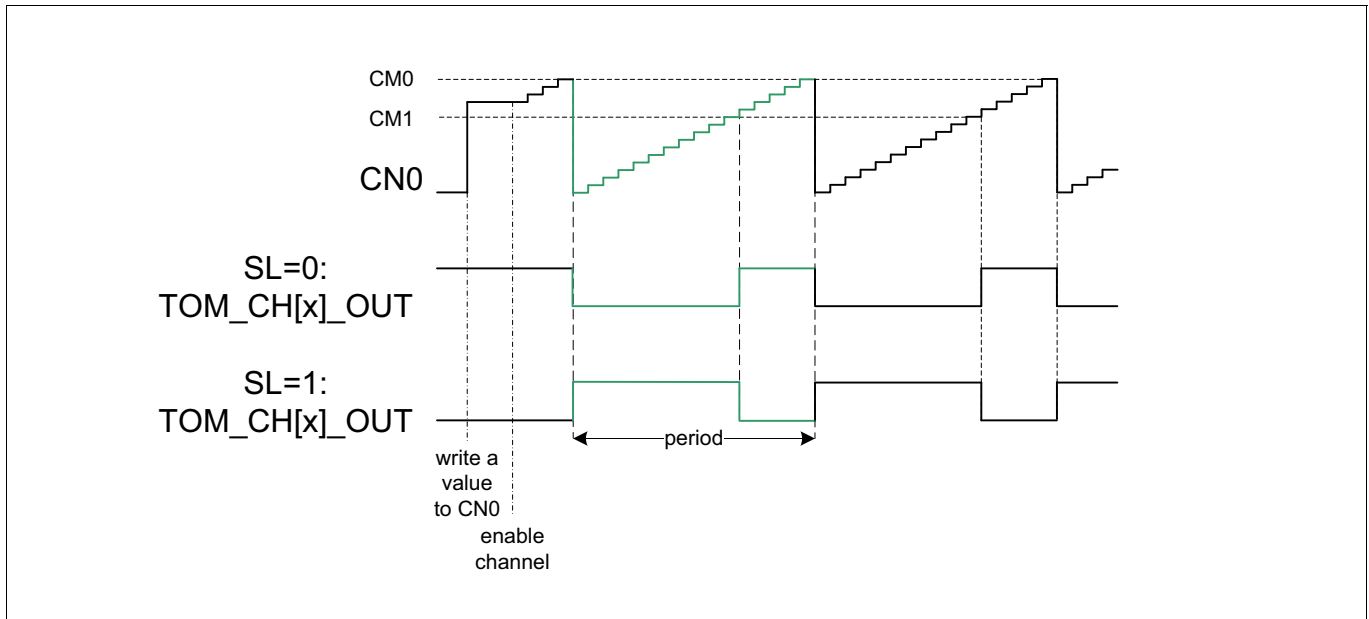 CM0
CM1
CN0
SL=0:
TOM_CH[x]_OUT
SL=1:
TOM_CH[x]_OUT
period
write a
value
to CN0
enable
channel